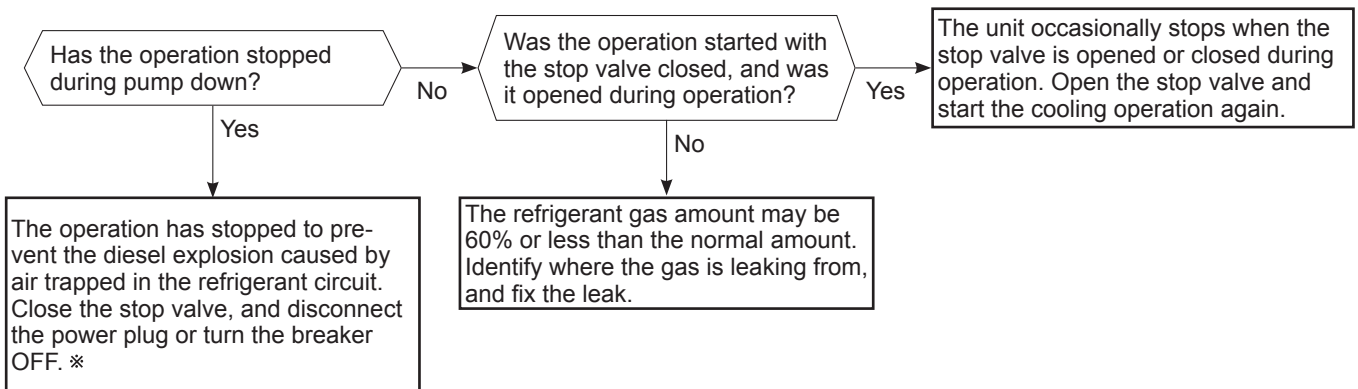 Has the operation stopped
during pump down?
No
Was the operation started with
the stop valve closed, and was
it opened during operation?
Yes
The unit occasionally stops when the
stop valve is opened or closed during
operation. Open the stop valve and
start the cooling operation again.
Yes
No
The operation has stopped to pre-
vent the diesel explosion caused by
air trapped in the refrigerant circuit.
Close the stop valve, and disconnect
the power plug or turn the breaker
OFF. ※
The refrigerant gas amount may be
60% or less than the normal amount.
Identify where the gas is leaking from,
and fix the leak.